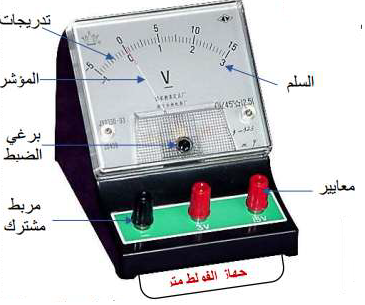 تدريجات
المؤشر
السلم
برغي
الضبط
معايير
مربط
مشترك
-5 0 5 10 15
-1 0 1 2 3
V
3V
15V
جهاز الفولط متر